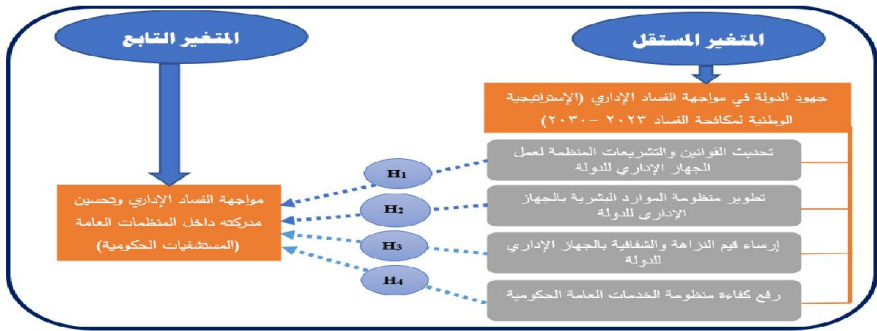 المتغير المستقل
المتغير التابع
جهود الدولة في مواجهة الفساد الإداري (الإستراتيجية
الوطنية لمكافحة الفساد ٢٠٢٣ -٢٠٣٠)
تحديث القوانين والتشريعات المنظمة لعمل
الجهاز الإداري للدولة
تطوير منظومة الموارد البشرية بالجهاز
الإداري للدولة
إرساء قيم النزاهة والشفافية بالجهاز الإداري
للدولة
رفع كفاءة منظومة الخدمات العامة الحكومية
H1
H2
H3
H4
مواجهة الفساد الإداري وتحسين
مدركته داخل المنظمات العامة
(المستشفيات الحكومية)